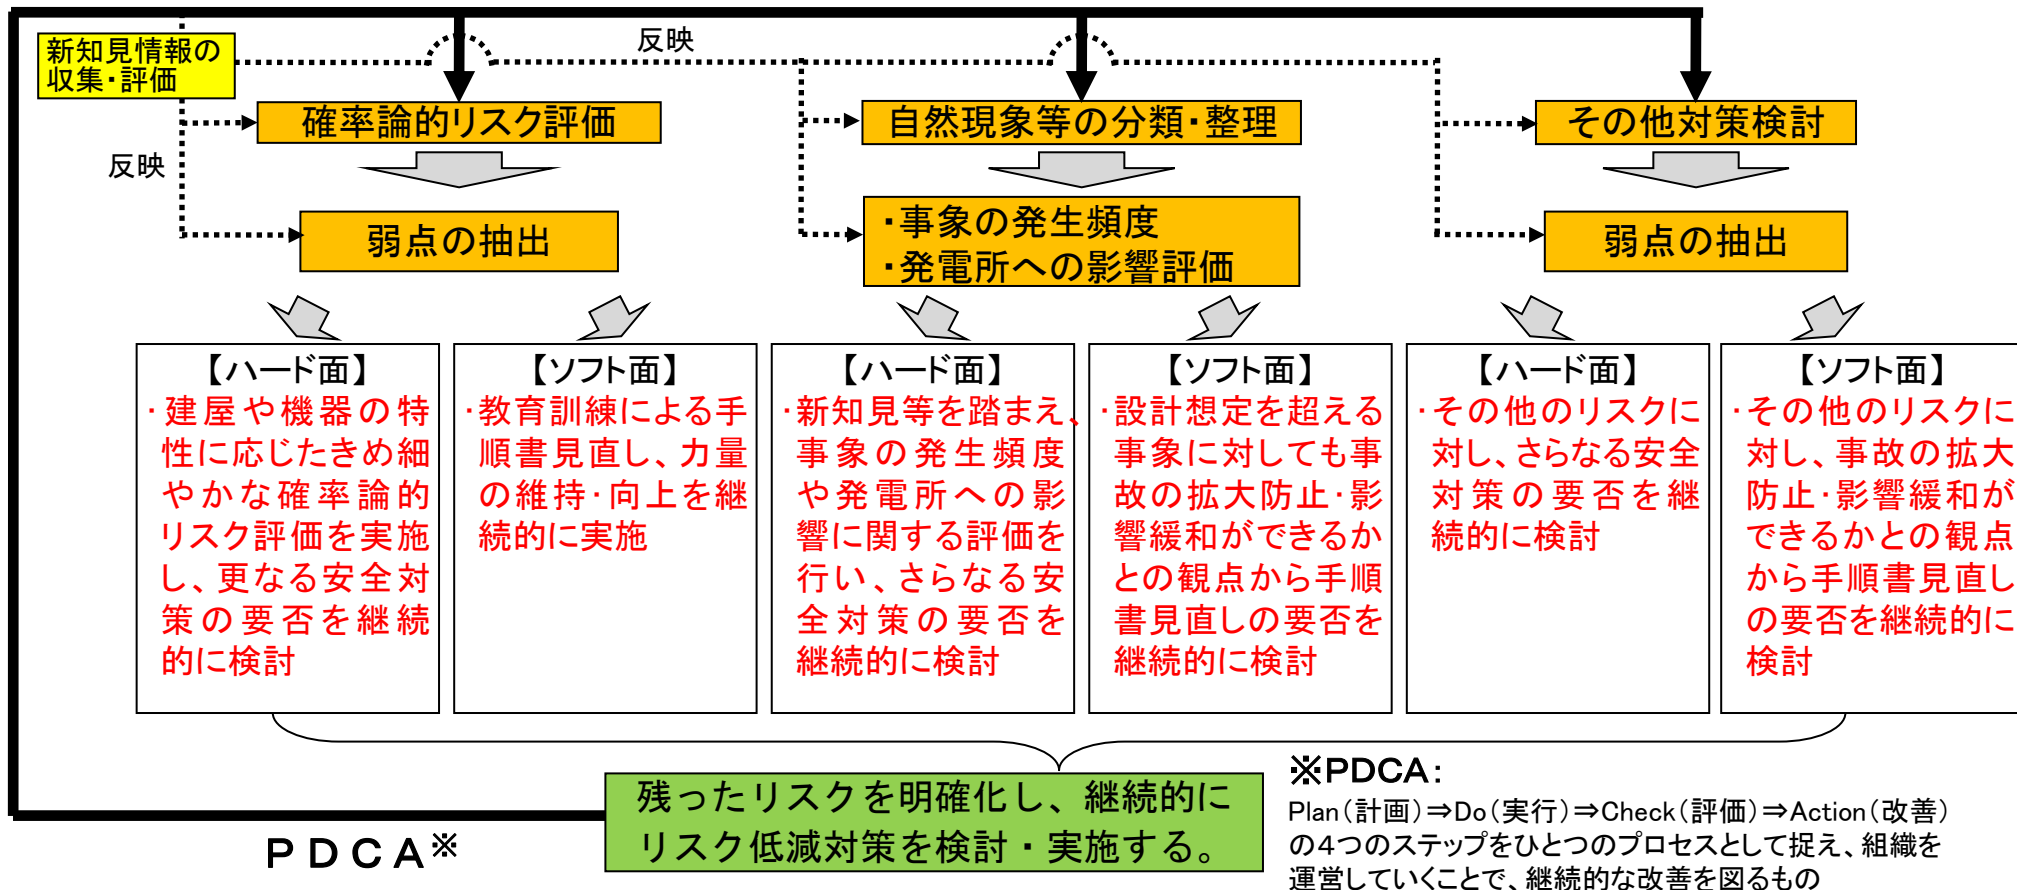 新知見情報の
収集・評価
反映
反映
確率論的リスク評価
自然現象等の分類・整理
その他対策検討
弱点の抽出
・事象の発生頻度
・発電所への影響評価
弱点の抽出
【ハード面】
・建屋や機器の特
性に応じたきめ細
やかな確率論的
リスク評価を実施
し、更なる安全対
策の要否を継続
的に検討
【ソフト面】
・教育訓練による手
順書見直し、力量
の維持・向上を継
続的に実施
【ハード面】
・新知見等を踏まえ、
事象の発生頻度
や発電所への影
響に関する評価を
行い、さらなる安
全対策の要否を
継続的に検討
【ソフト面】
・設計想定を超える
事象に対しても事
故の拡大防止・影
響緩和ができるか
との観点から手順
書見直しの要否を
継続的に検討
【ハード面】
・その他のリスクに
対し、さらなる安全
対策の要否を継
続的に検討
【ソフト面】
・その他のリスクに
対し、事故の拡大
防止・影響緩和が
できるかとの観点
から手順書見直し
の要否を継続的に
検討
残ったリスクを明確化し、継続的に
リスク低減対策を検討・実施する。
ＰＤＣＡ※
※PDCA：
Plan（計画）⇒Do（実行）⇒Check（評価）⇒Action（改善）
の４つのステップをひとつのプロセスとして捉え、組織を
運営していくことで、継続的な改善を図るもの